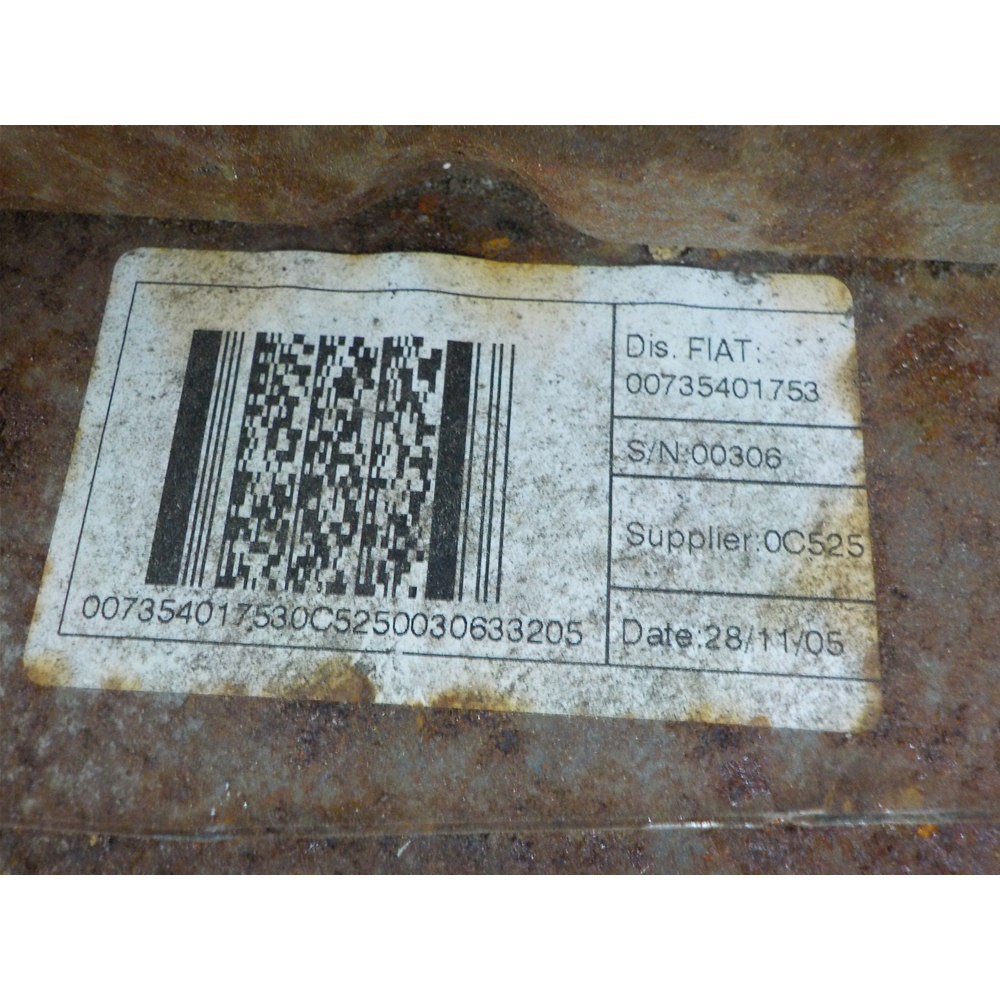 Dis. FIAT:
00735401753
S/N:00306
Supplier:0C525
Date:28/11/05
007354017530C5250030633205